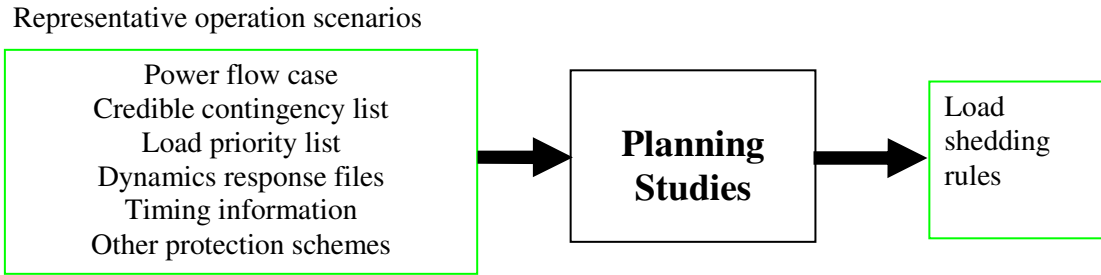 Representative operation scenarios
Power flow case
Credible contingency list
Load priority list
Dynamics response files
Timing information
Other protection schemes
Planning
Studies
Load
shedding
rules